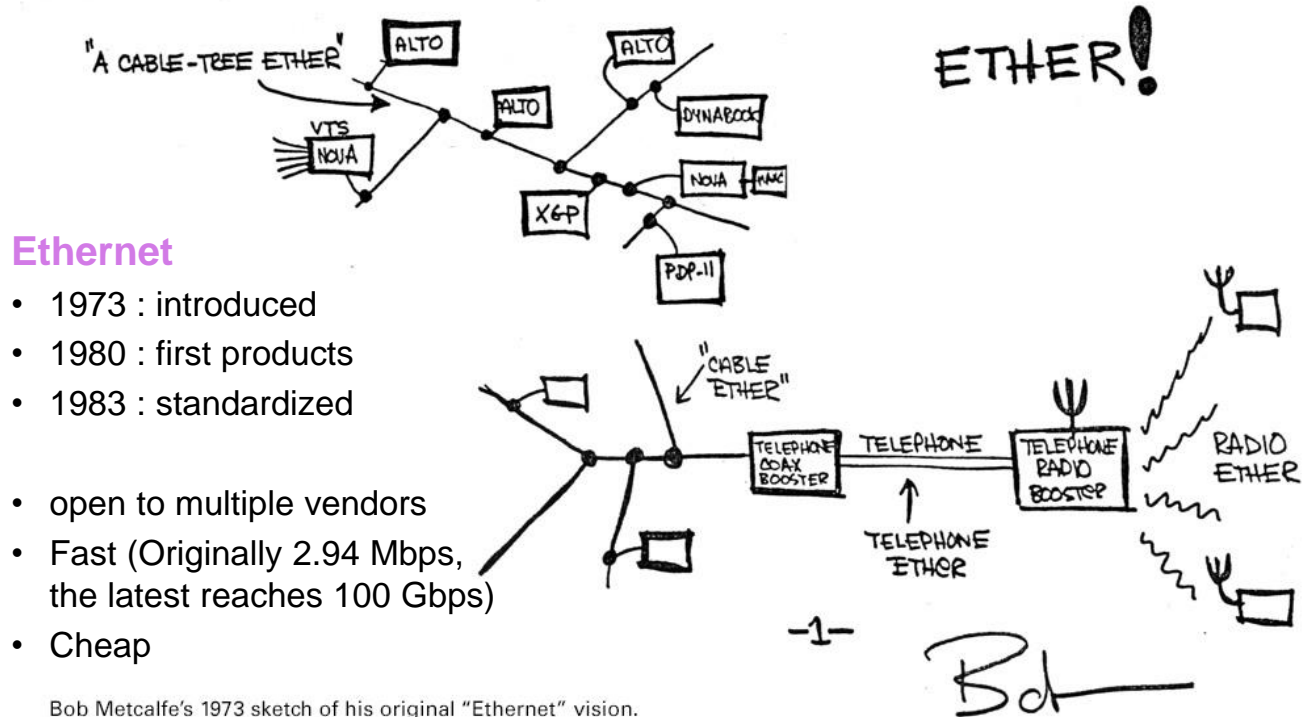 "A CABLE-TREE ETHER"
ALTO
ALTO
ETHER!
ALTO
DYNABOOK
VTS
NOVA
NOVA
XGP
PDP-11
Ethernet
• 1973 : introduced
• 1980 : first products
• 1983 : standardized
• open to multiple vendors
• Fast (Originally 2.94 Mbps,
the latest reaches 100 Gbps)
• Cheap
"CABLE
ETHER"
TELEPHONE
COAX
BOOSTER
TELEPHONE
TELEPHONE
RADIO
BOOSTER
RADIO
ETHER
TELEPHONE
ETHER
-1-
Bob
Bob Metcalfe's 1973 sketch of his original "Ethernet" vision.